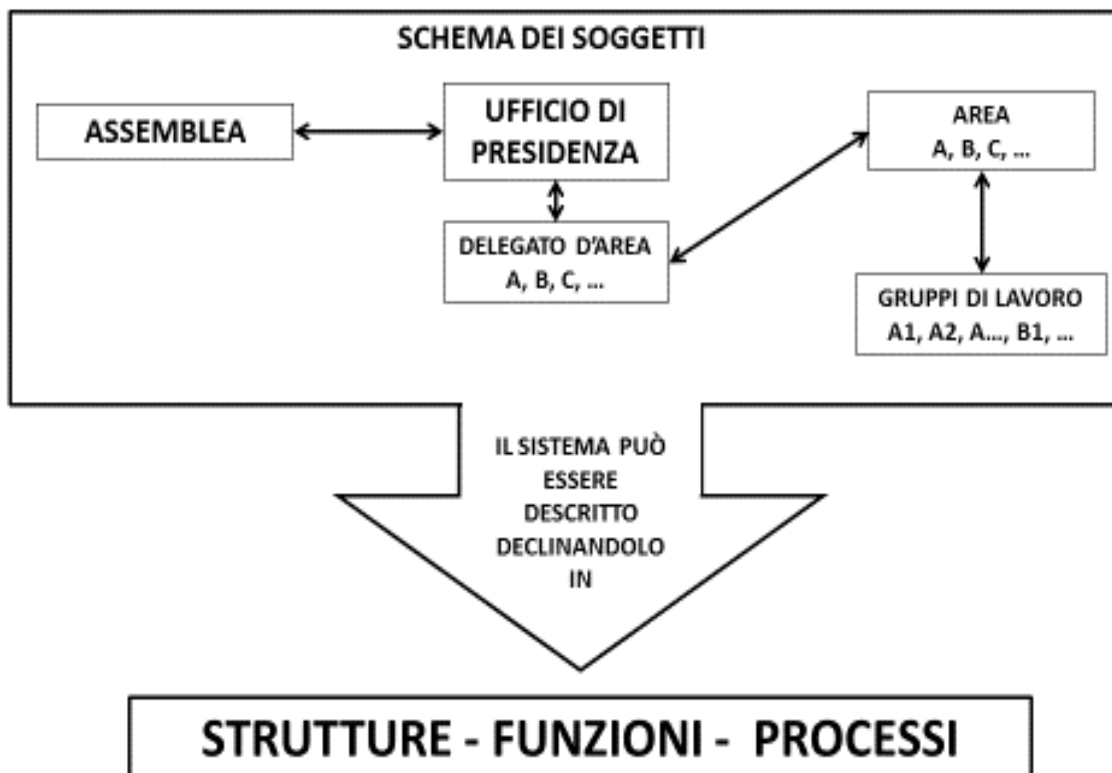 SCHEMA DEI SOGGETTI
ASSEMBLEA
UFFICIO DI
PRESIDENZA
DELEGATO D'AREA
A, B, C, ...
AREA
A, B, C, ...
GRUPPI DI LAVORO
A1, A2, A..., B1, ...
IL SISTEMA PUÒ
ESSERE
DESCRITTO
DECLINANDOLO
IN
STRUTTURE - FUNZIONI - PROCESSI